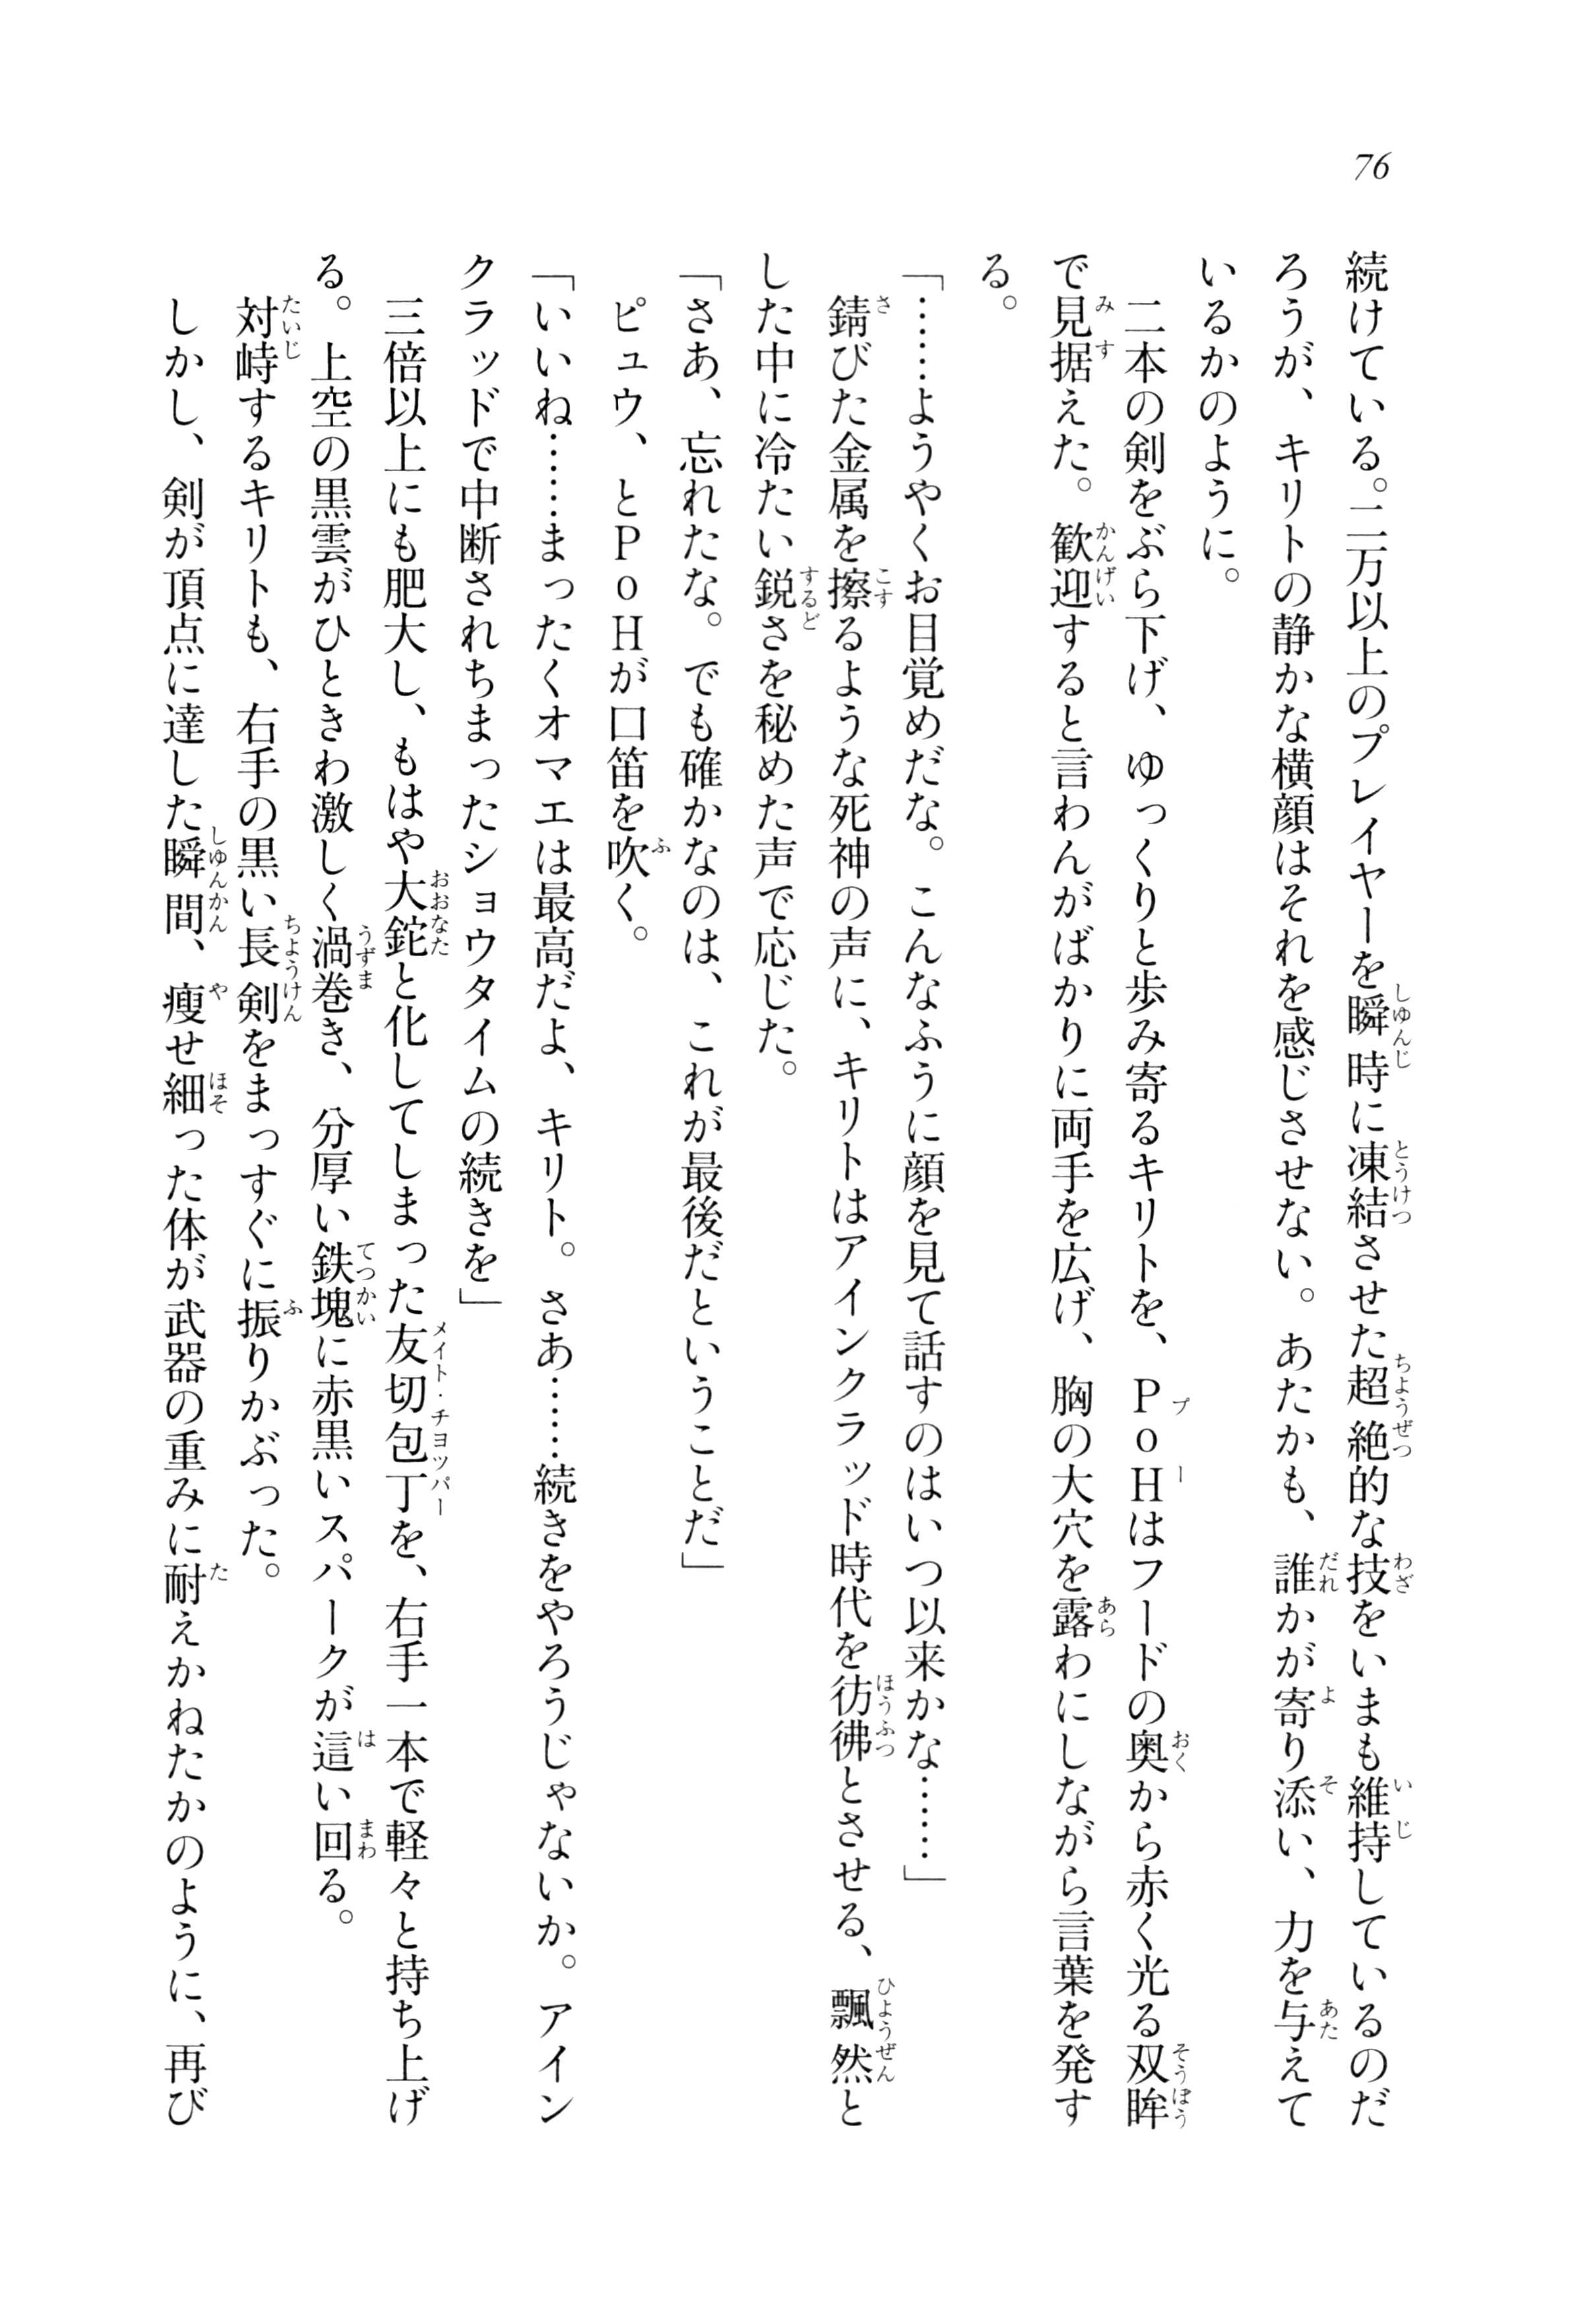 76
続けている。二万以上のプレイヤーを瞬時に凍結させた超絶的な技をいまも維持しているのだ
ろうが、キリトの静かな横顔はそれを感じさせない。あたかも、誰かが寄り添い、力を与えて
いるかのように。
二本の剣をぶら下げ、ゆっくりと歩み寄るキリトを、PoHはフードの奥から赤く光る双眸
で見据えた。歓迎すると言わんがばかりに両手を広げ、胸の大穴を露わにしながら言葉を発す
る。
「……ようやくお目覚めだな。こんなふうに顔を見て話すのはいつ以来かな……」
錆びた金属を擦るような死神の声に、キリトはアインクラッド時代を彷彿とさせる、飄然と
した中に冷たい鋭さを秘めた声で応じた。
「さあ、忘れたな。でも確かなのは、これが最後だということだ」
ピュウ、とPoHが口笛を吹く。
「いいね……まったくオマエは最高だよ、キリト。さあ……続きをやろうじゃないか。アイン
クラッドで中断されちまったショウタイムの続きを」
三倍以上にも肥大し、もはや大鉈と化してしまった友切包丁を、右手一本で軽々と持ち上げ
る。上空の黒雲がひときわ激しく渦巻き、分厚い鉄塊に赤黒いスパークが這い回る。
対峙するキリトも、右手の黒い長剣をまっすぐに振りかぶった。
しかし、剣が頂点に達した瞬間、痩せ細った体が武器の重みに耐えかねたかのように、再び